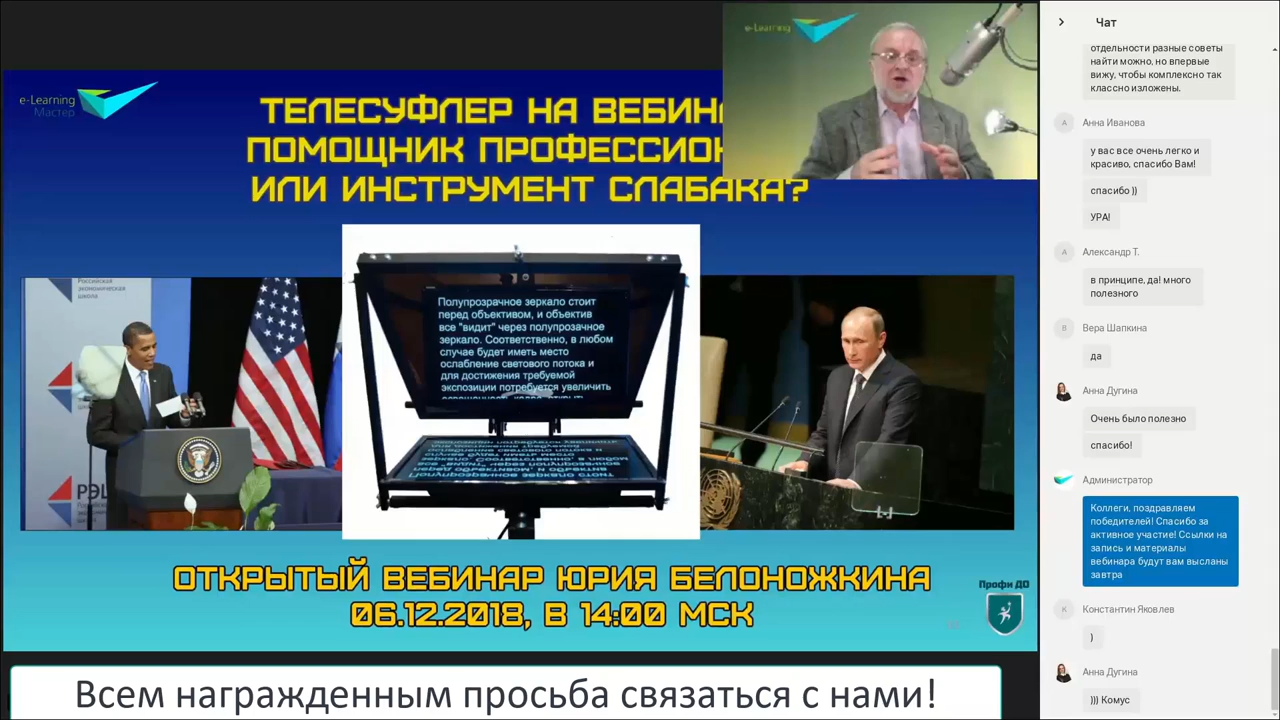 e-Learning
Мастер
ТЕЛЕСУФЛЕР НА
ПОМОЩНИК
ИЛИ ИНСТРУМЕНТ СЛАБАКА?
e-Learning
Российская
экономическая
школа
РЭШ
Полупрозрачное зеркало стоит
перед объективом, и объектив
все "видит" через полупрозрачное
зеркало. Соответственно, в любом
случае будет иметь место
ослабление светового потока и
для достижения требуемой
экспозиции потребуется увеличить
ОТКРЫТЫЙ ВЕБИНАР ЮРИЯ БЕЛОНОЖКИНА
06.12.2018, В 14:00 МСК
Профи ДО
Всем награжденным просьба связаться с нами!
Чат
отдельности разные советы
найти можно, но впервые
вижу, чтобы комплексно так
классно изложены.
А
Анна Иванова
у вас все очень легко и
красиво, спасибо Вам!
спасибо ))
УРА!
А
Александр Т.
в принципе, да! много
полезного
В
Вера Шапкина
да
Анна Дугина
Очень было полезно
спасибо!
Администратор
Коллеги, поздравляем
победителей! Спасибо за
активное участие! Ссылки на
запись и материалы
вебинара будут вам высланы
завтра
К
Константин Яковлев
)
Анна Дугина
))) Комус